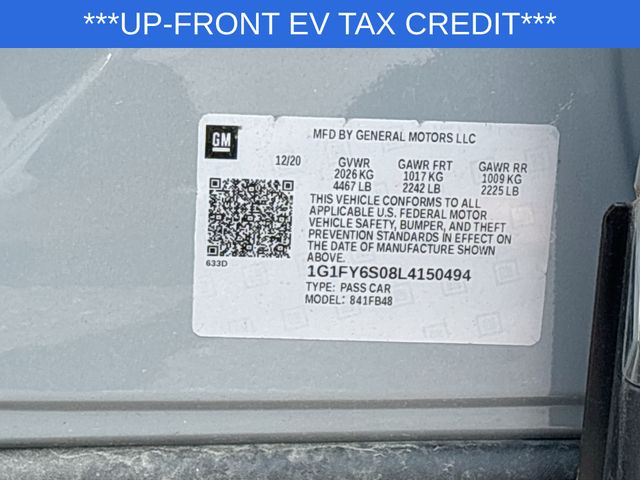 ***UP-FRONT EV TAX CREDIT***
GM
MFD BY GENERAL MOTORS LLC
12/20 GVWR GAWR FRT GAWR RR
2026 KG 1017 KG 1009 KG
4467 LB 2242 LB 2225 LB
THIS VEHICLE CONFORMS TO ALL
APPLICABLE U.S. FEDERAL MOTOR
VEHICLE SAFETY, BUMPER, AND THEFT
PREVENTION STANDARDS IN EFFECT ON
THE DATE OF MANUFACTURE SHOWN
ABOVE.
633D
1G1FY6S08L4150494
TYPE: PASS CAR
MODEL: 841FB48